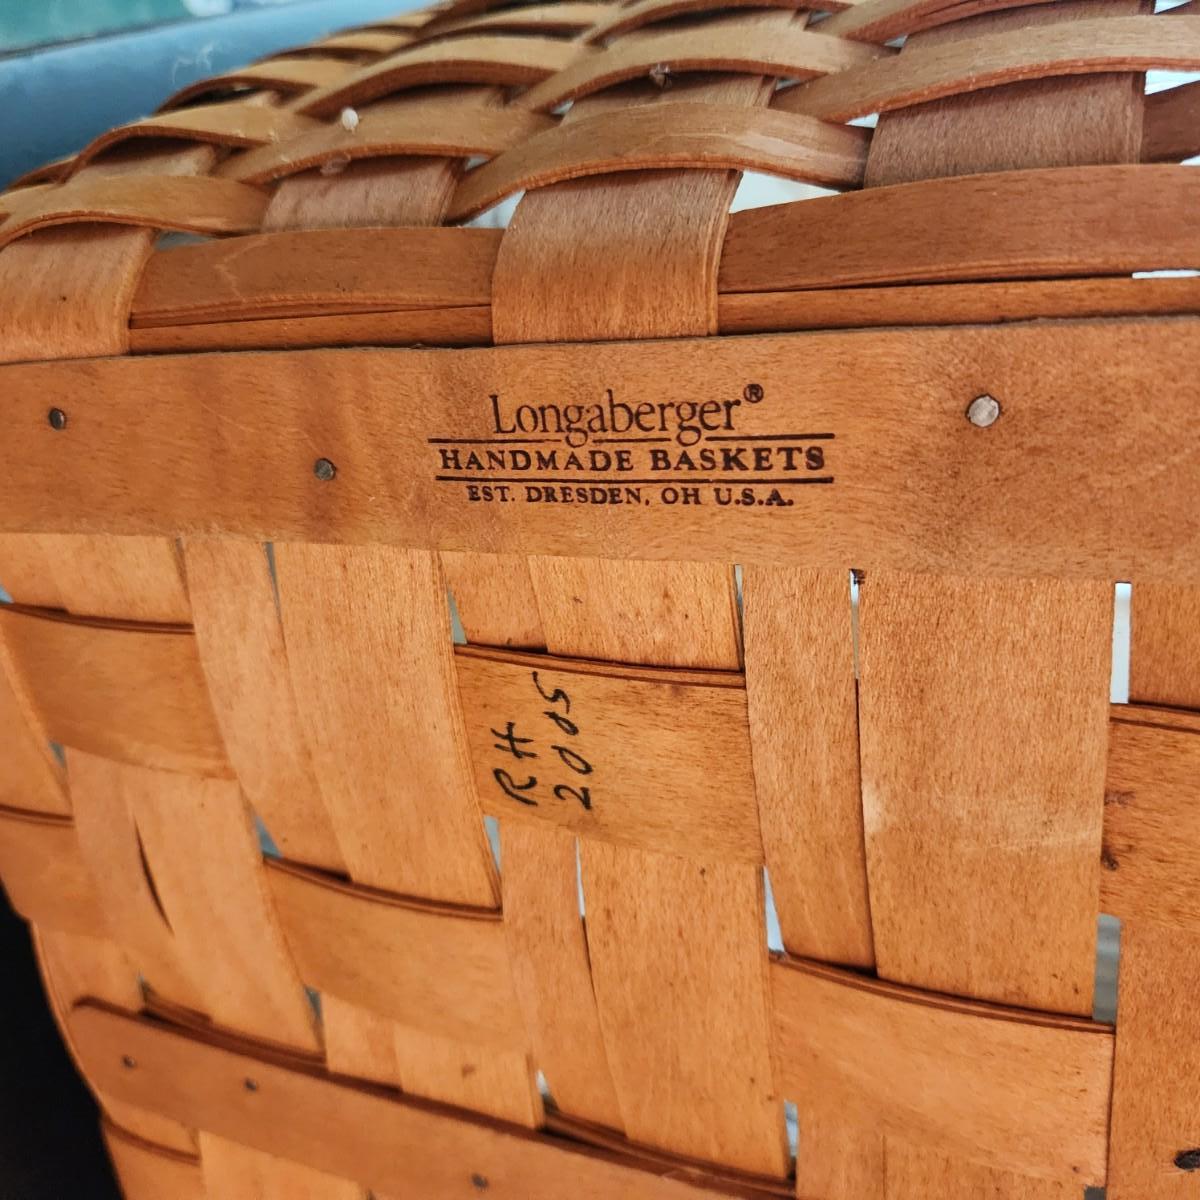 Longaberger®
HANDMADE BASKETS
EST. DRESDEN, OH U.S.A.
RH
2005